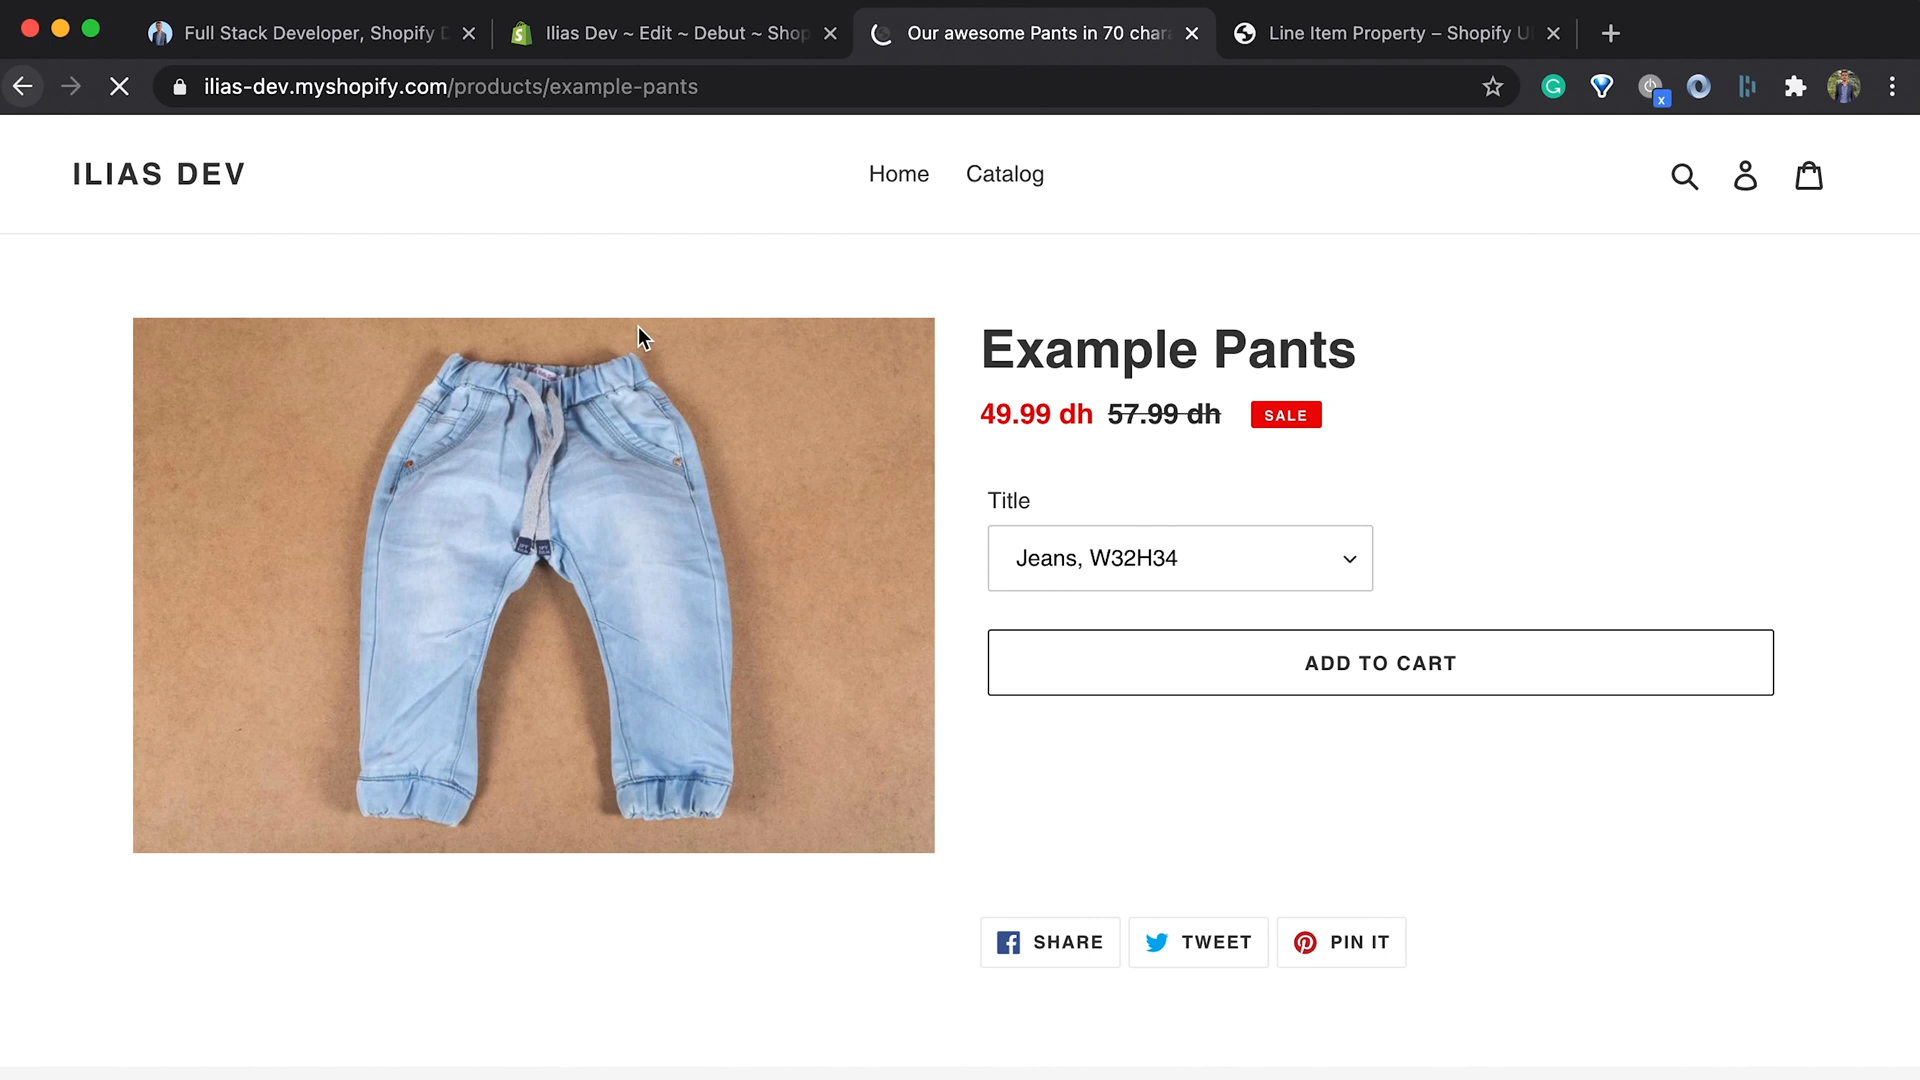 Full Stack Developer, Shopify D
Ilias Dev ~ Edit ~ Debut ~ Shop
Our awesome Pants in 70 chara
Line Item Property – Shopify UI
ilias-dev.myshopify.com/products/example-pants
ILIAS DEV
Home
Catalog
Example Pants
49.99 dh 57.99 dh SALE
Title
Jeans, W32H34
ADD TO CART
SHARE
TWEET
PIN IT